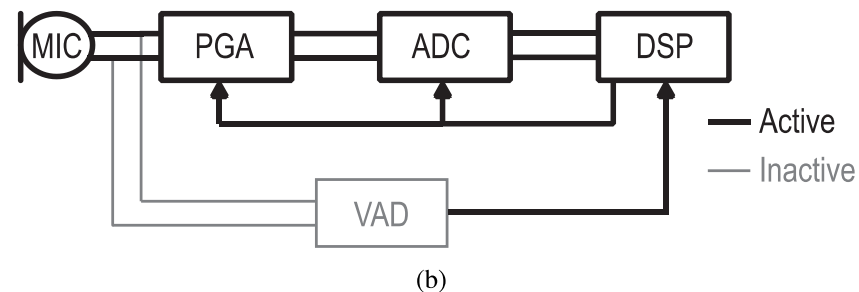 MIC
PGA
ADC
DSP
Active
Inactive
VAD
(b)